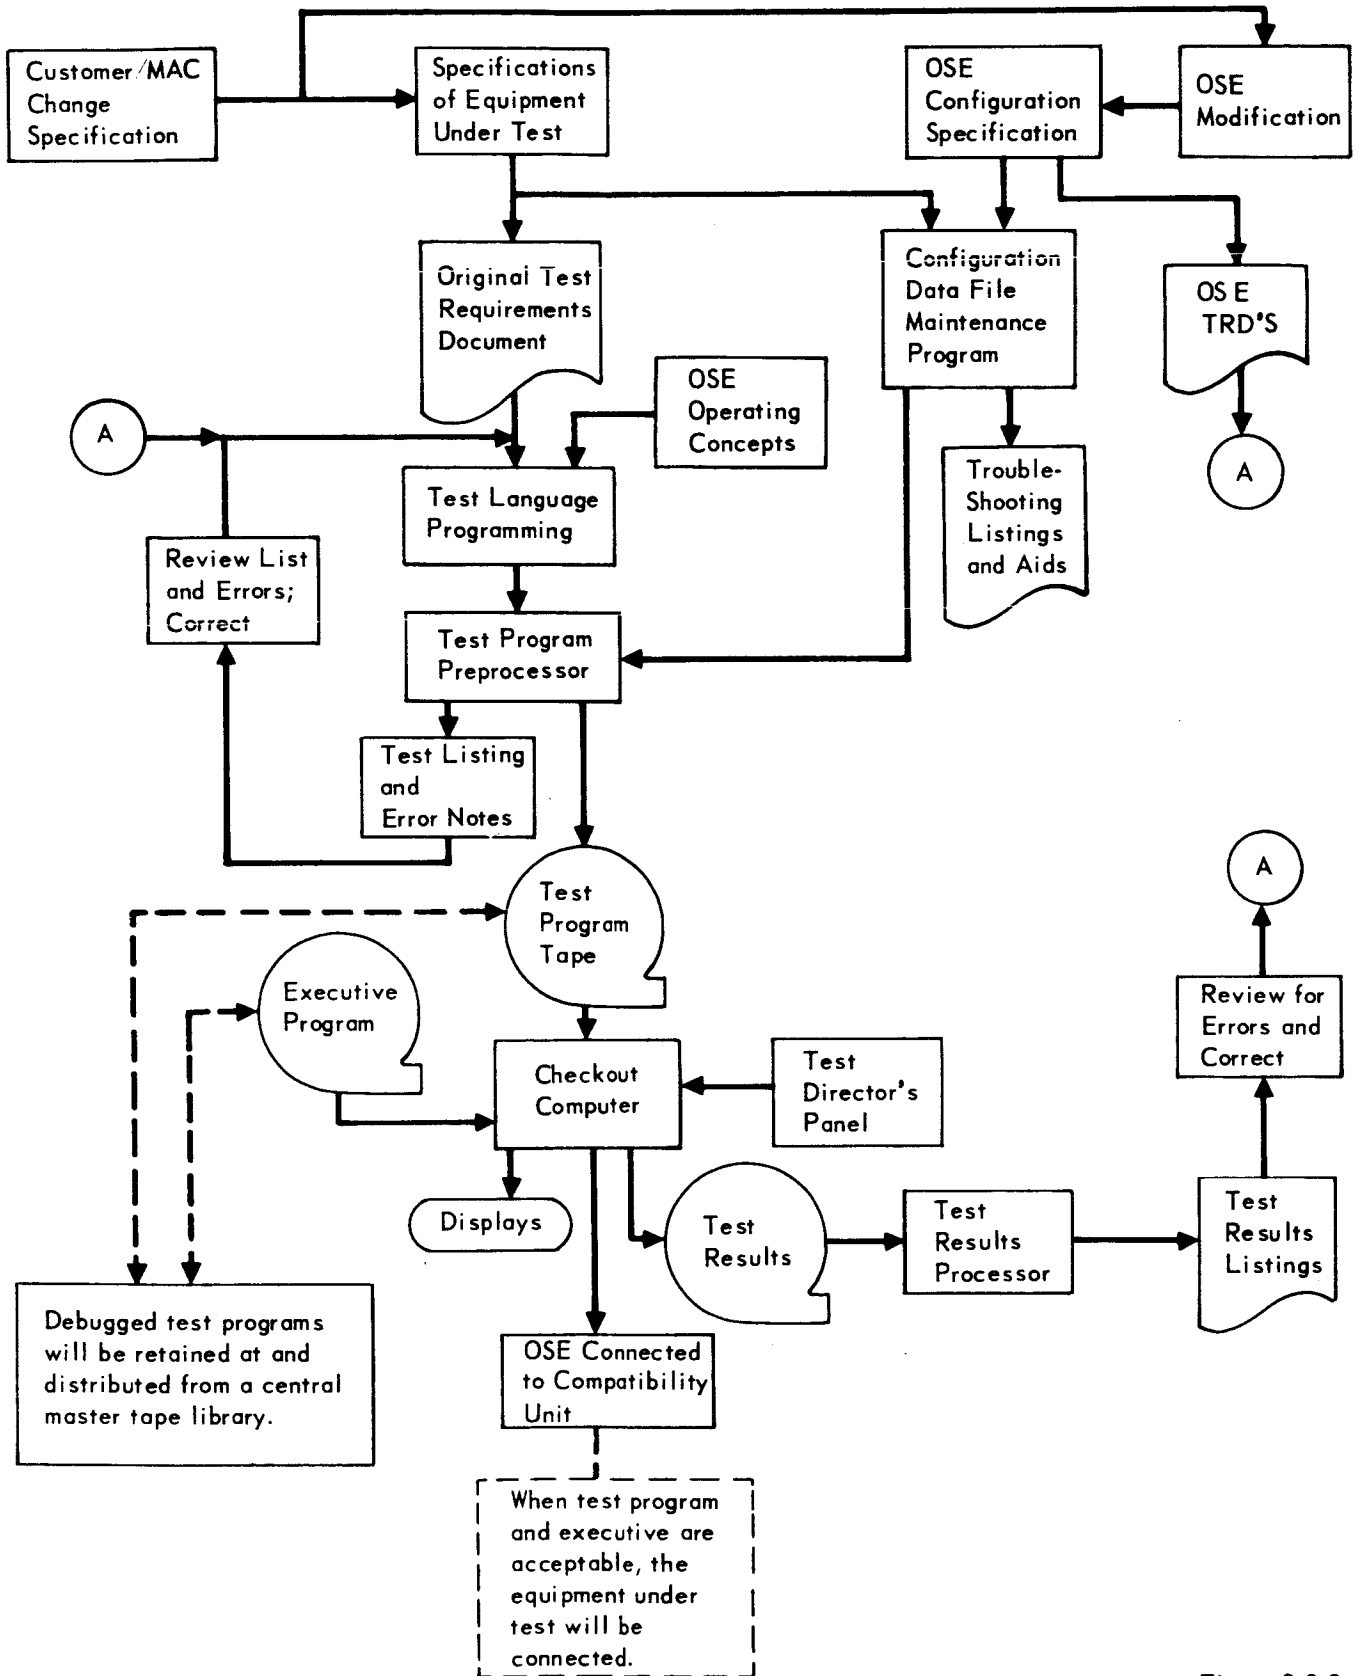 Customer/MAC
Change
Specification
Specifications
of Equipment
Under Test
OSE
Configuration
Specification
OSE
Modification
Original Test
Requirements
Document
Configuration
Data File
Maintenance
Program
OSE
TRD'S
OSE
Operating
Concepts
A
A
Test Language
Programming
Trouble-
Shooting
Listings
and Aids
Review List
and Errors;
Correct
Test Program
Preprocessor
Test Listing
and
Error Notes
Test
Program
Tape
A
Executive
Program
Review for
Errors and
Correct
Checkout
Computer
Test
Director's
Panel
Displays
Test
Results
Test
Results
Processor
Test
Results
Listings
Debugged test programs
will be retained at and
distributed from a central
master tape library.
OSE Connected
to Compatibility
Unit
When test program
and executive are
acceptable, the
equipment under
test will be
connected.